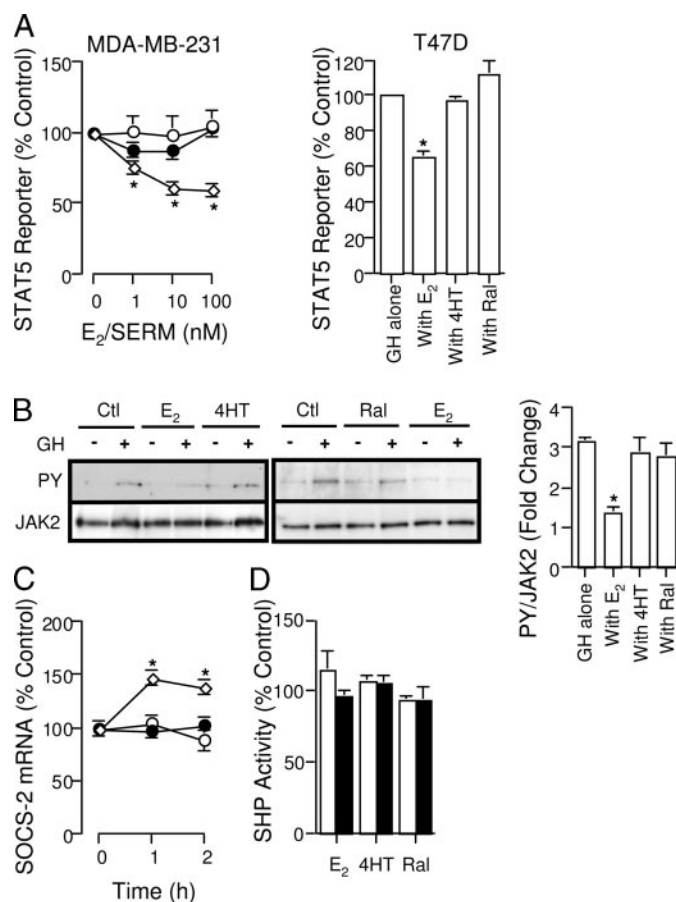 A
MDA-MB-231
STAT5 Reporter (% Control)
150
100
50
0
0
1
10
100
E₂/SERM (nM)
*
*
*
T47D
STAT5 Reporter (% Control)
120
100
80
60
40
20
0
*
GH alone
With E₂
With 4HT
With Ral
B
Ctl E₂ 4HT Ctl Ral E₂
GH - + - + - + - + - + - +
PY
JAK2
PY/JAK2 (Fold Change)
4
3
2
1
0
*
GH alone
With E₂
With 4HT
With Ral
C
SOCS-2 mRNA (% Control)
200
150
100
50
0
* *
0 1 2
Time (h)
D
SHP Activity (% Control)
150
100
50
0
E₂ 4HT Ral